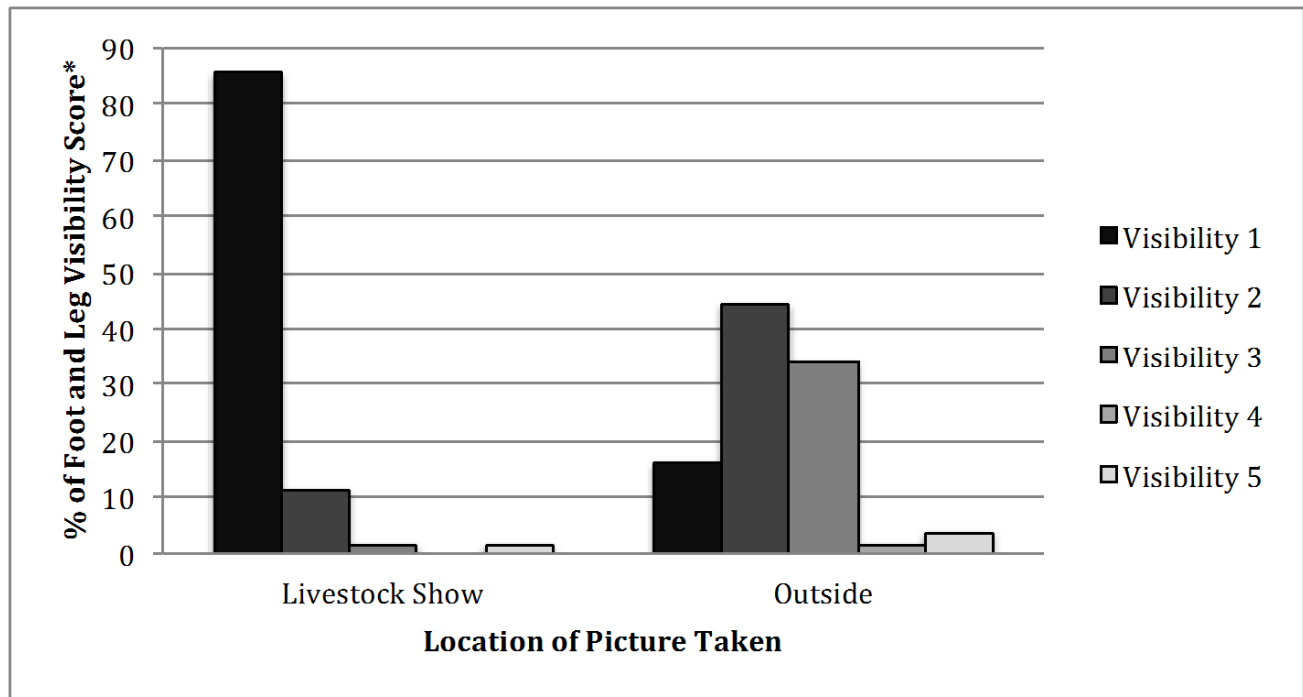 % of Foot and Leg Visibility Score*
90
80
70
60
50
40
30
20
10
0
Livestock Show
Outside
Location of Picture Taken
Visibility 1
Visibility 2
Visibility 3
Visibility 4
Visibility 5